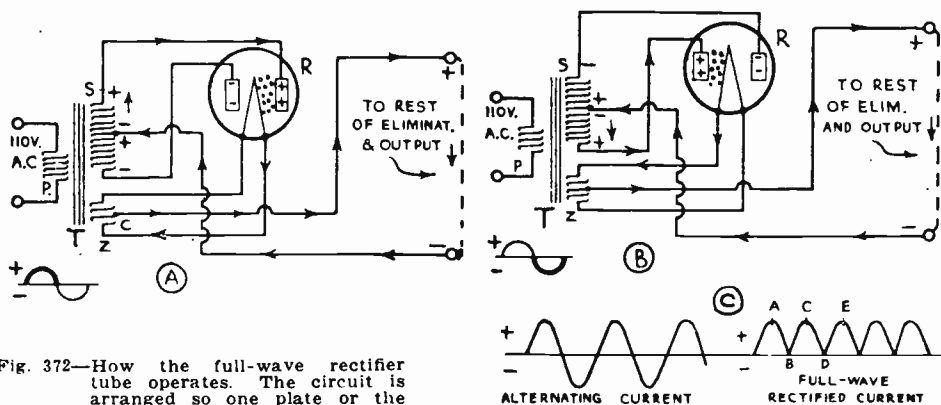 S
+
-
+
-
R
-
+
+
+
TO REST
OF ELIMINAT.
& OUTPUT
110V.
A.C
P.
T
C
Z
-
+
-
A
S
-
+
-
+
R
+
+
-
+
TO REST
OF ELIM.
AND OUTPUT
110V.
A.C.
P.
T
Z
-
+
-
B
C
+
-
ALTERNATING CURRENT
+
-
A
C
E
B
D
FULL-WAVE
RECTIFIED CURRENT
Fig. 372—How the full-wave rectifier
tube operates. The circuit is
arranged so one plate or the